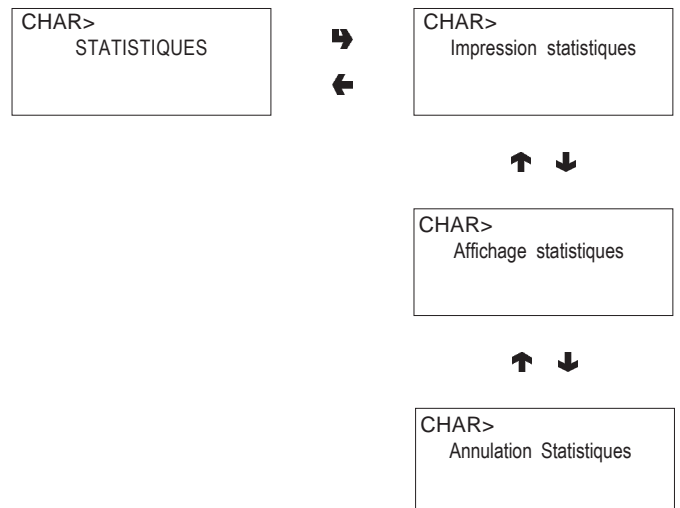 CHAR>
STATISTIQUES
CHAR>
Impression statistiques
CHAR>
Affichage statistiques
CHAR>
Annulation Statistiques